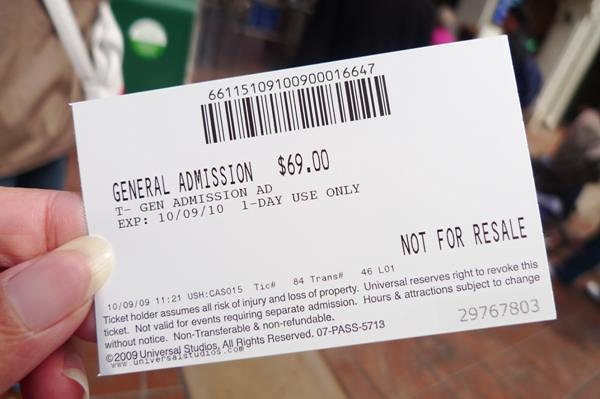 66115109100900016647
GENERAL ADMISSION $69.00
T- GEN ADMISSION AD
EXP: 10/09/10 1-DAY USE ONLY
NOT FOR RESALE
10/09/09 11:21 USH:CAS015 Tic# 84 Trans# 46 L01
Ticket holder assumes all risk of injury and loss of property. Universal reserves right to revoke this
ticket. Not valid for events requiring separate admission. Hours & attractions subject to change
without notice. Non-Transferable & non-refundable.
©2009 Universal Studios, All Rights Reserved. 07-PASS-5713
www.universalstudios.com
29767803